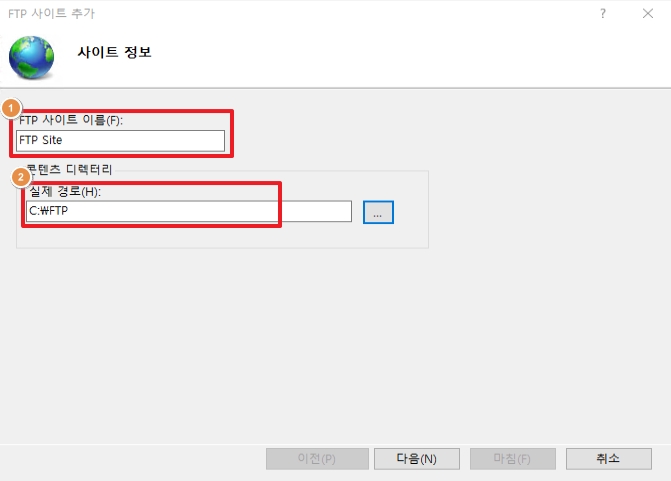 FTP 사이트 추가
?
사이트 정보
1
FTP 사이트 이름(F):
FTP Site
콘텐츠 디렉터리
2
실제 경로(H):
C:₩FTP
...
이전(P)
다음(N)
마침(F)
취소